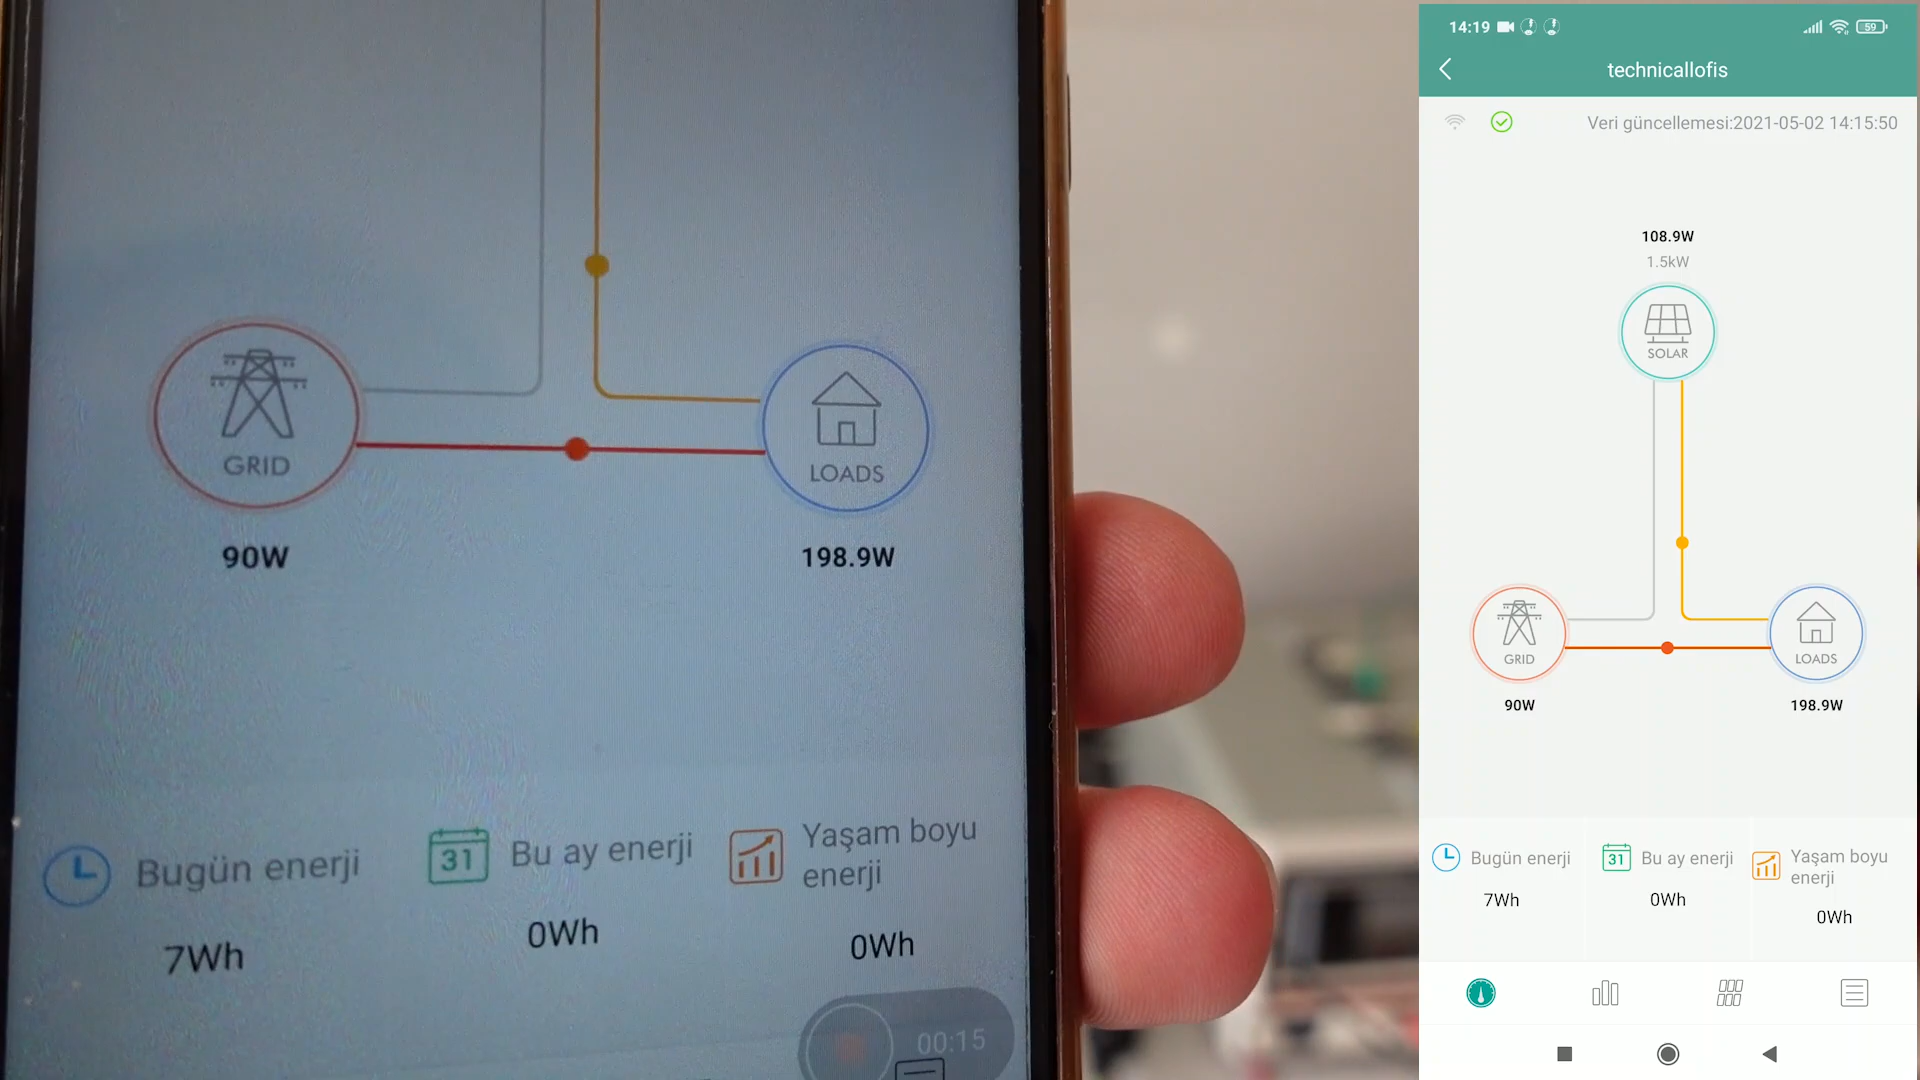 GRID
LOADS
90W
198.9W
Bugün enerji
Bu ay enerji
Yaşam boyu
enerji
7Wh
0Wh
0Wh
00:15
14:19
59
technicallofis
Veri güncellemesi:2021-05-02 14:15:50
108.9W
1.5kW
SOLAR
GRID
LOADS
90W
198.9W
Bugün enerji
Bu ay enerji
Yaşam boyu
enerji
7Wh
0Wh
0Wh
31
31